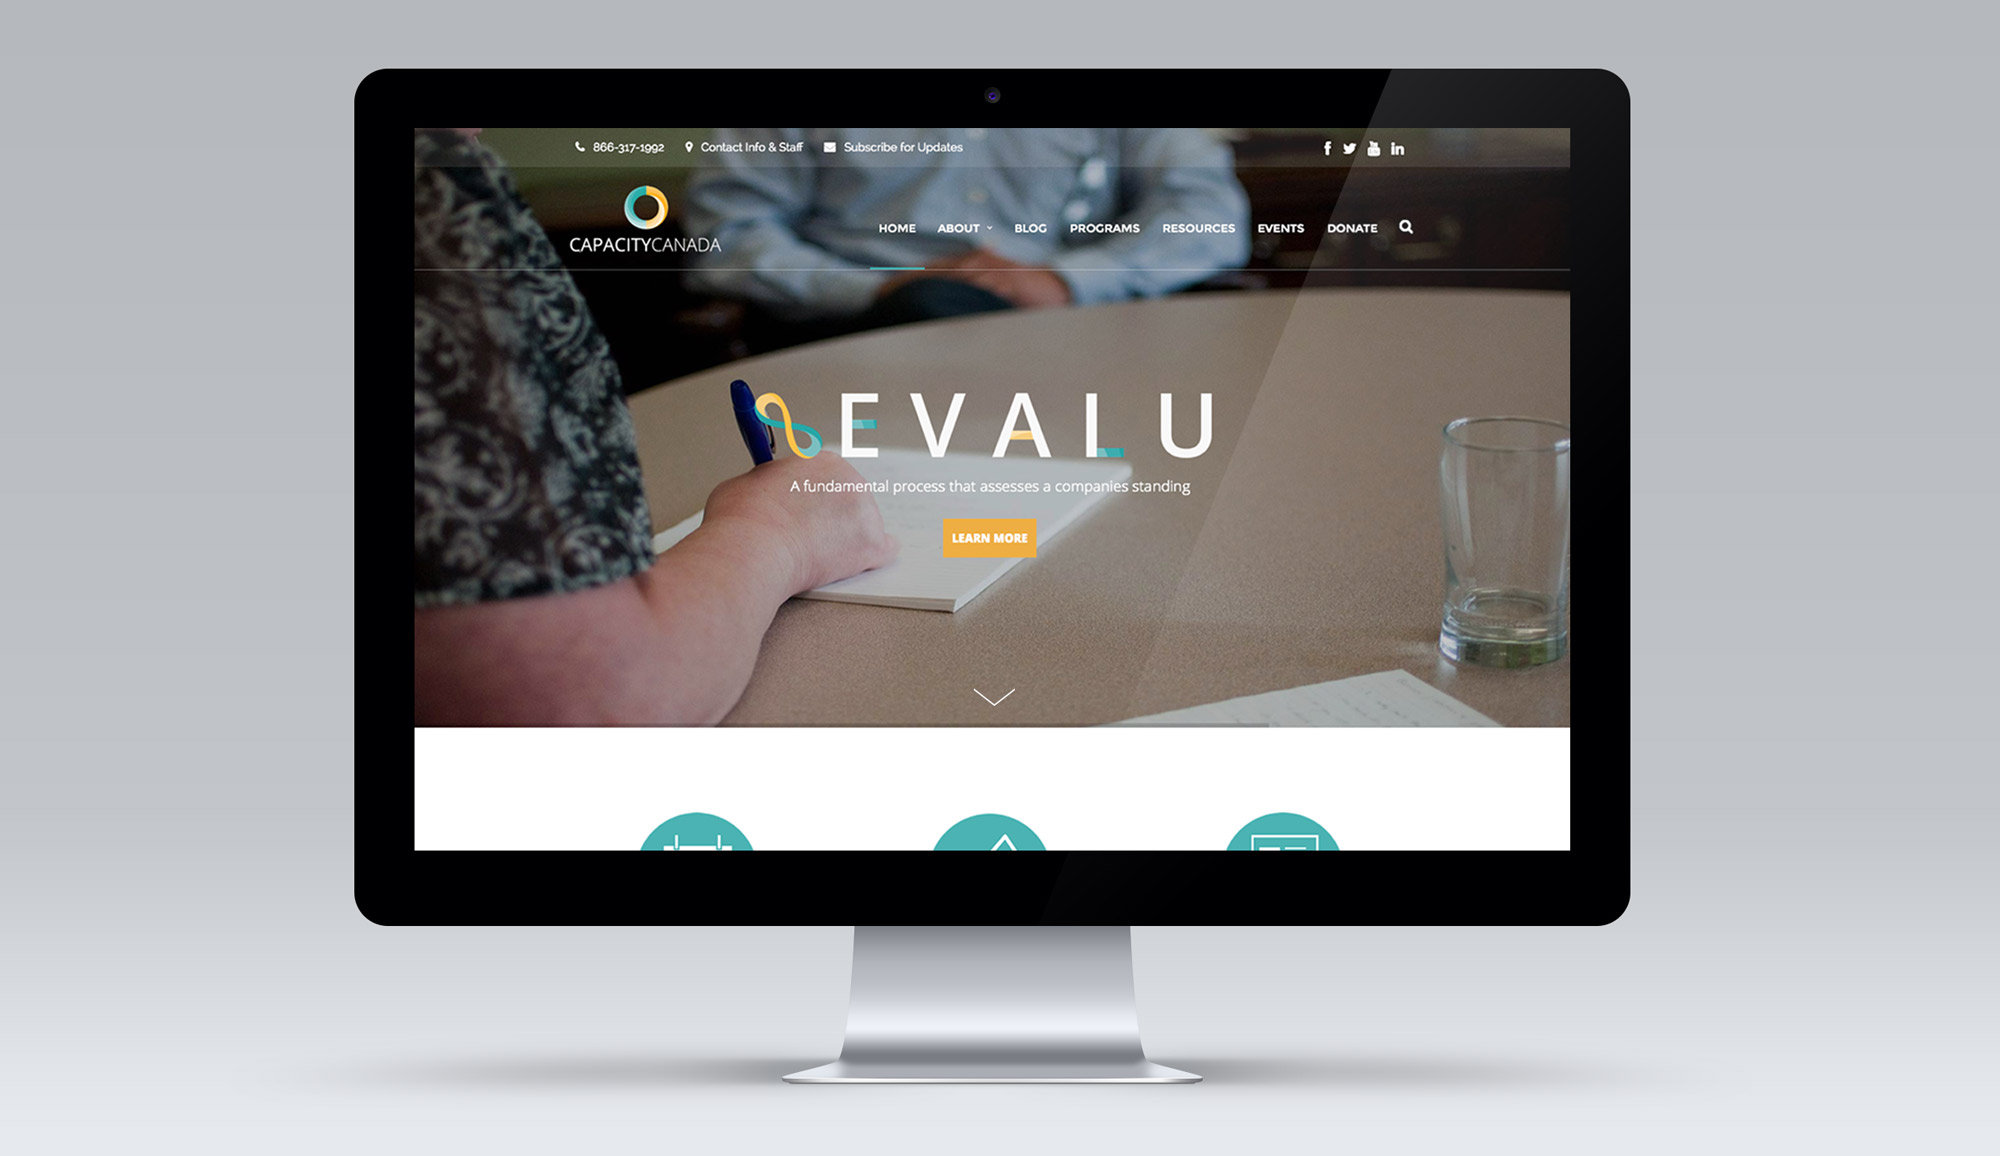 866-317-1992 Contact Info & Staff Subscribe for Updates
CAPACITYCANADA
HOME ABOUT BLOG PROGRAMS RESOURCES EVENTS DONATE
EVALU
A fundamental process that assesses a companies standing
LEARN MORE